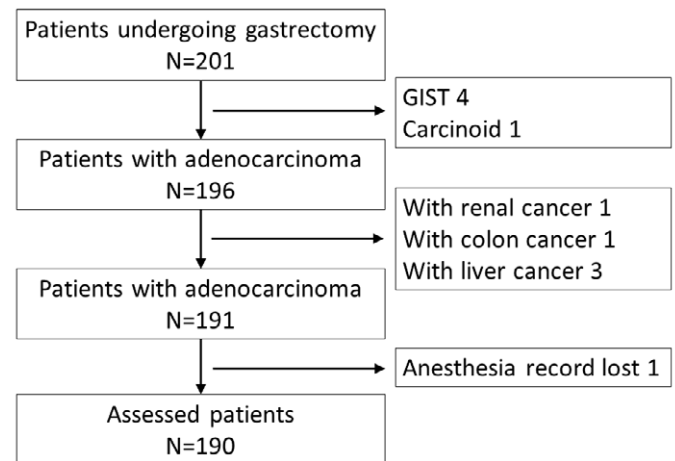 Patients undergoing gastrectomy
N=201
GIST 4
Carcinoid 1
Patients with adenocarcinoma
N=196
With renal cancer 1
With colon cancer 1
With liver cancer 3
Patients with adenocarcinoma
N=191
Anesthesia record lost 1
Assessed patients
N=190